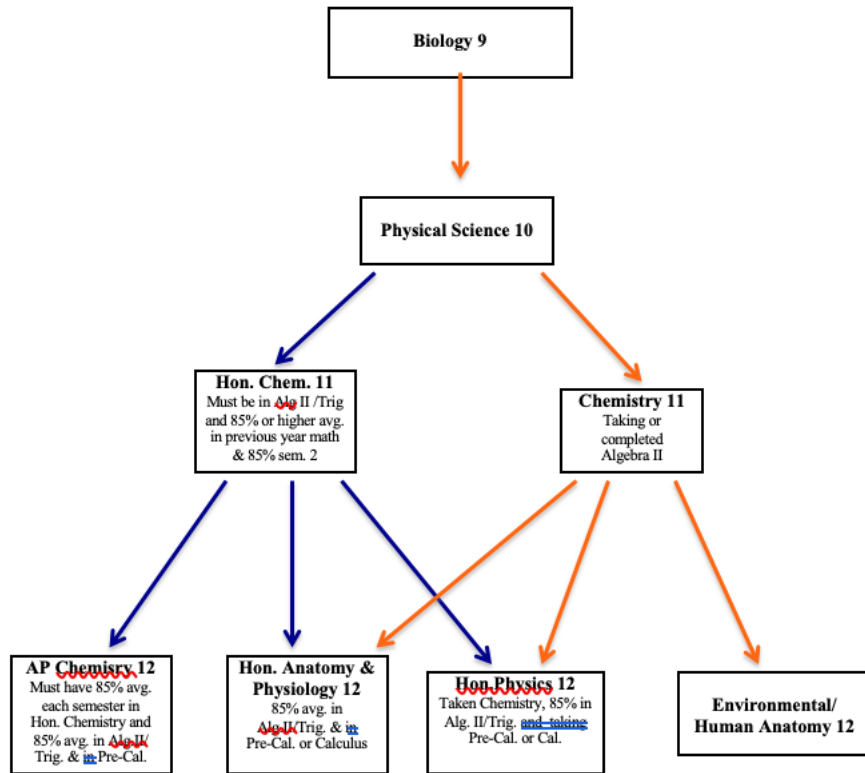 Biology 9
Physical Science 10
Hon. Chem. 11
Must be in Alg II /Trig
and 85% or higher avg.
in previous year math
& 85% sem. 2
Chemistry 11
Taking or
completed
Algebra II
AP Chemisry 12
Must have 85% avg.
each semester in
Hon. Chemistry and
85% avg. in Alg II/
Trig. & in Pre-Cal.
Hon. Anatomy &
Physiology 12
85% avg. in
Alg II/Trig. & in
Pre-Cal. or Calculus
Hon Physics 12
Taken Chemistry, 85% in
Alg. II/Trig. and taking
Pre-Cal. or Cal.
Environmental/
Human Anatomy 12